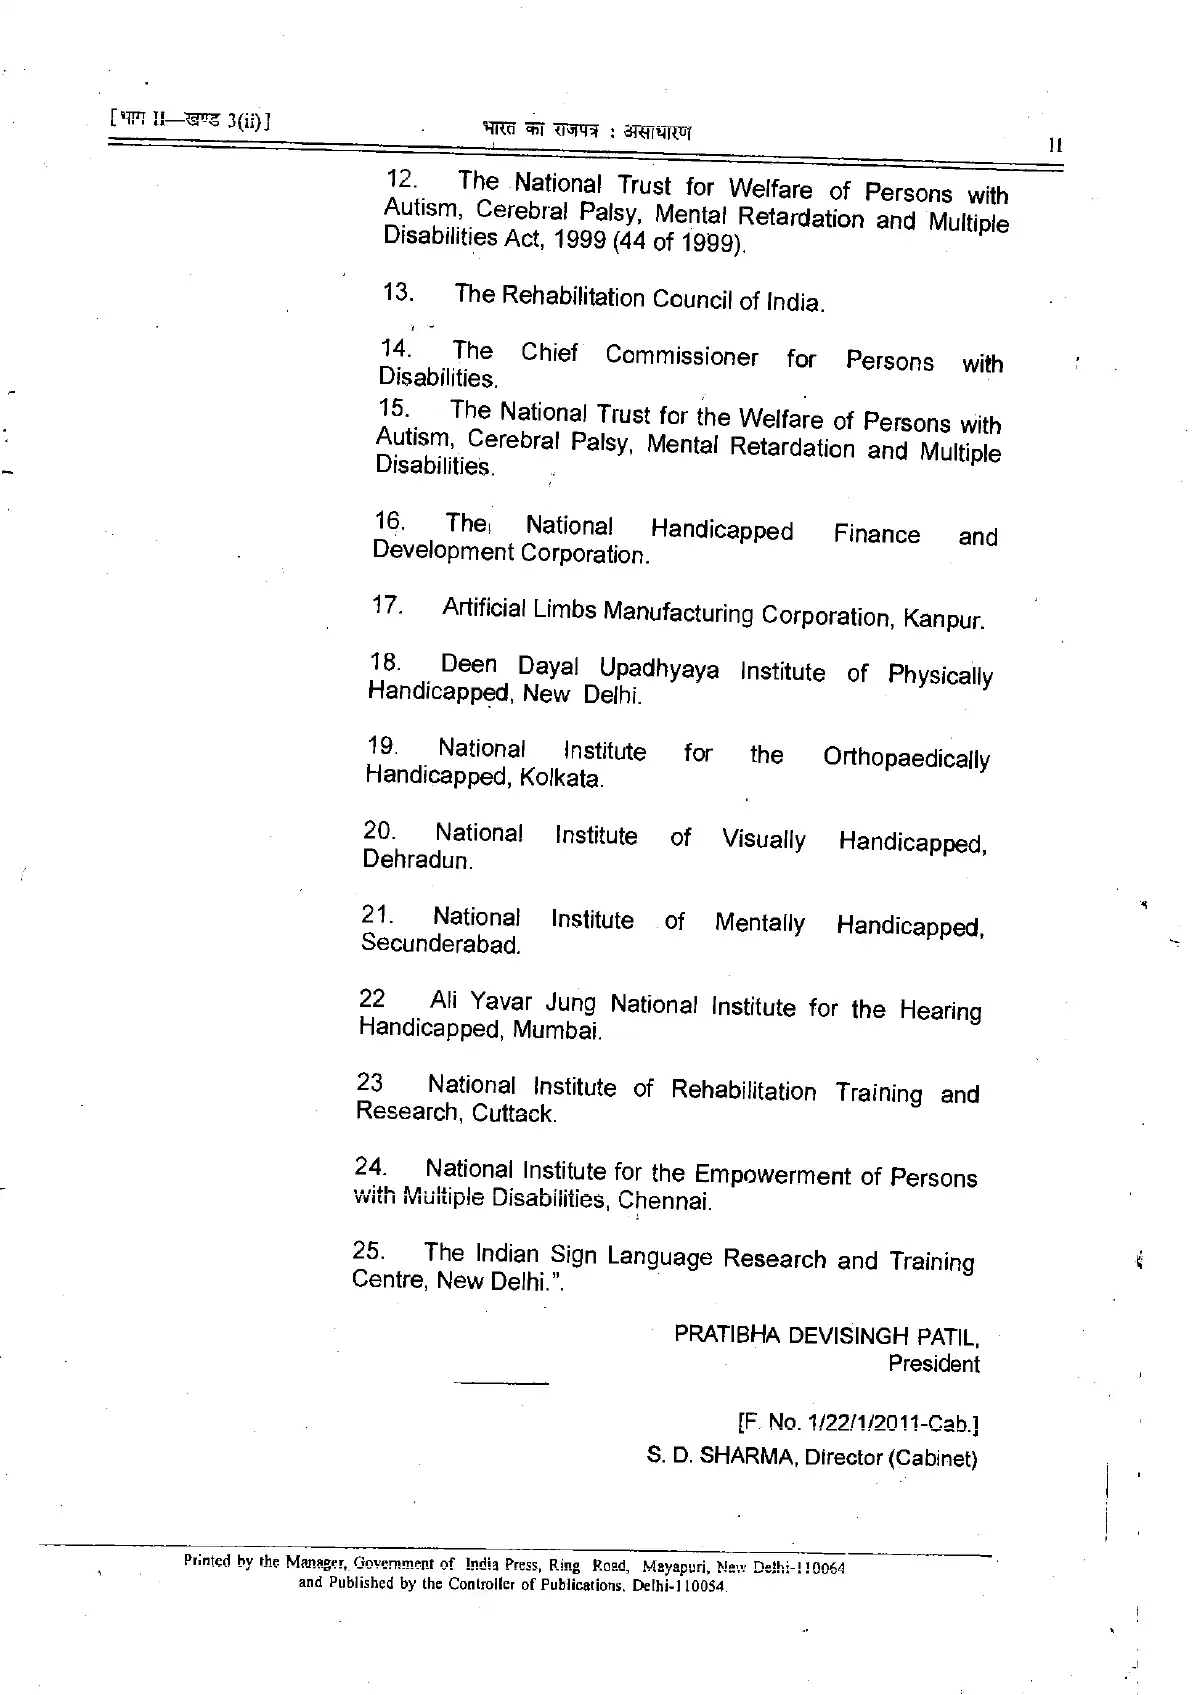 [भाग II—खण्ड 3(ii)]
भारत का राजपत्र : असाधारण
11
12. The National Trust for Welfare of Persons with
Autism, Cerebral Palsy, Mental Retardation and Multiple
Disabilities Act, 1999 (44 of 1999).
13. The Rehabilitation Council of India.
14. The Chief Commissioner for Persons with
Disabilities.
15. The National Trust for the Welfare of Persons with
Autism, Cerebral Palsy, Mental Retardation and Multiple
Disabilities.
16. The National Handicapped Finance and
Development Corporation.
17. Artificial Limbs Manufacturing Corporation, Kanpur.
18. Deen Dayal Upadhyaya Institute of Physically
Handicapped, New Delhi.
19. National Institute for the Orthopaedically
Handicapped, Kolkata.
20. National Institute of Visually Handicapped,
Dehradun.
21. National Institute of Mentally Handicapped,
Secunderabad.
22 Ali Yavar Jung National Institute for the Hearing
Handicapped, Mumbai.
23 National Institute of Rehabilitation Training and
Research, Cuttack.
24. National Institute for the Empowerment of Persons
with Multiple Disabilities, Chennai.
25. The Indian Sign Language Research and Training
Centre, New Delhi.”.
PRATIBHA DEVISINGH PATIL,
President
[F. No. 1/22/1/2011-Cab.]
S. D. SHARMA, Director (Cabinet)
Printed by the Manager, Government of India Press, Ring Road, Mayapuri, New Delhi-110064
and Published by the Controller of Publications, Delhi-110054.